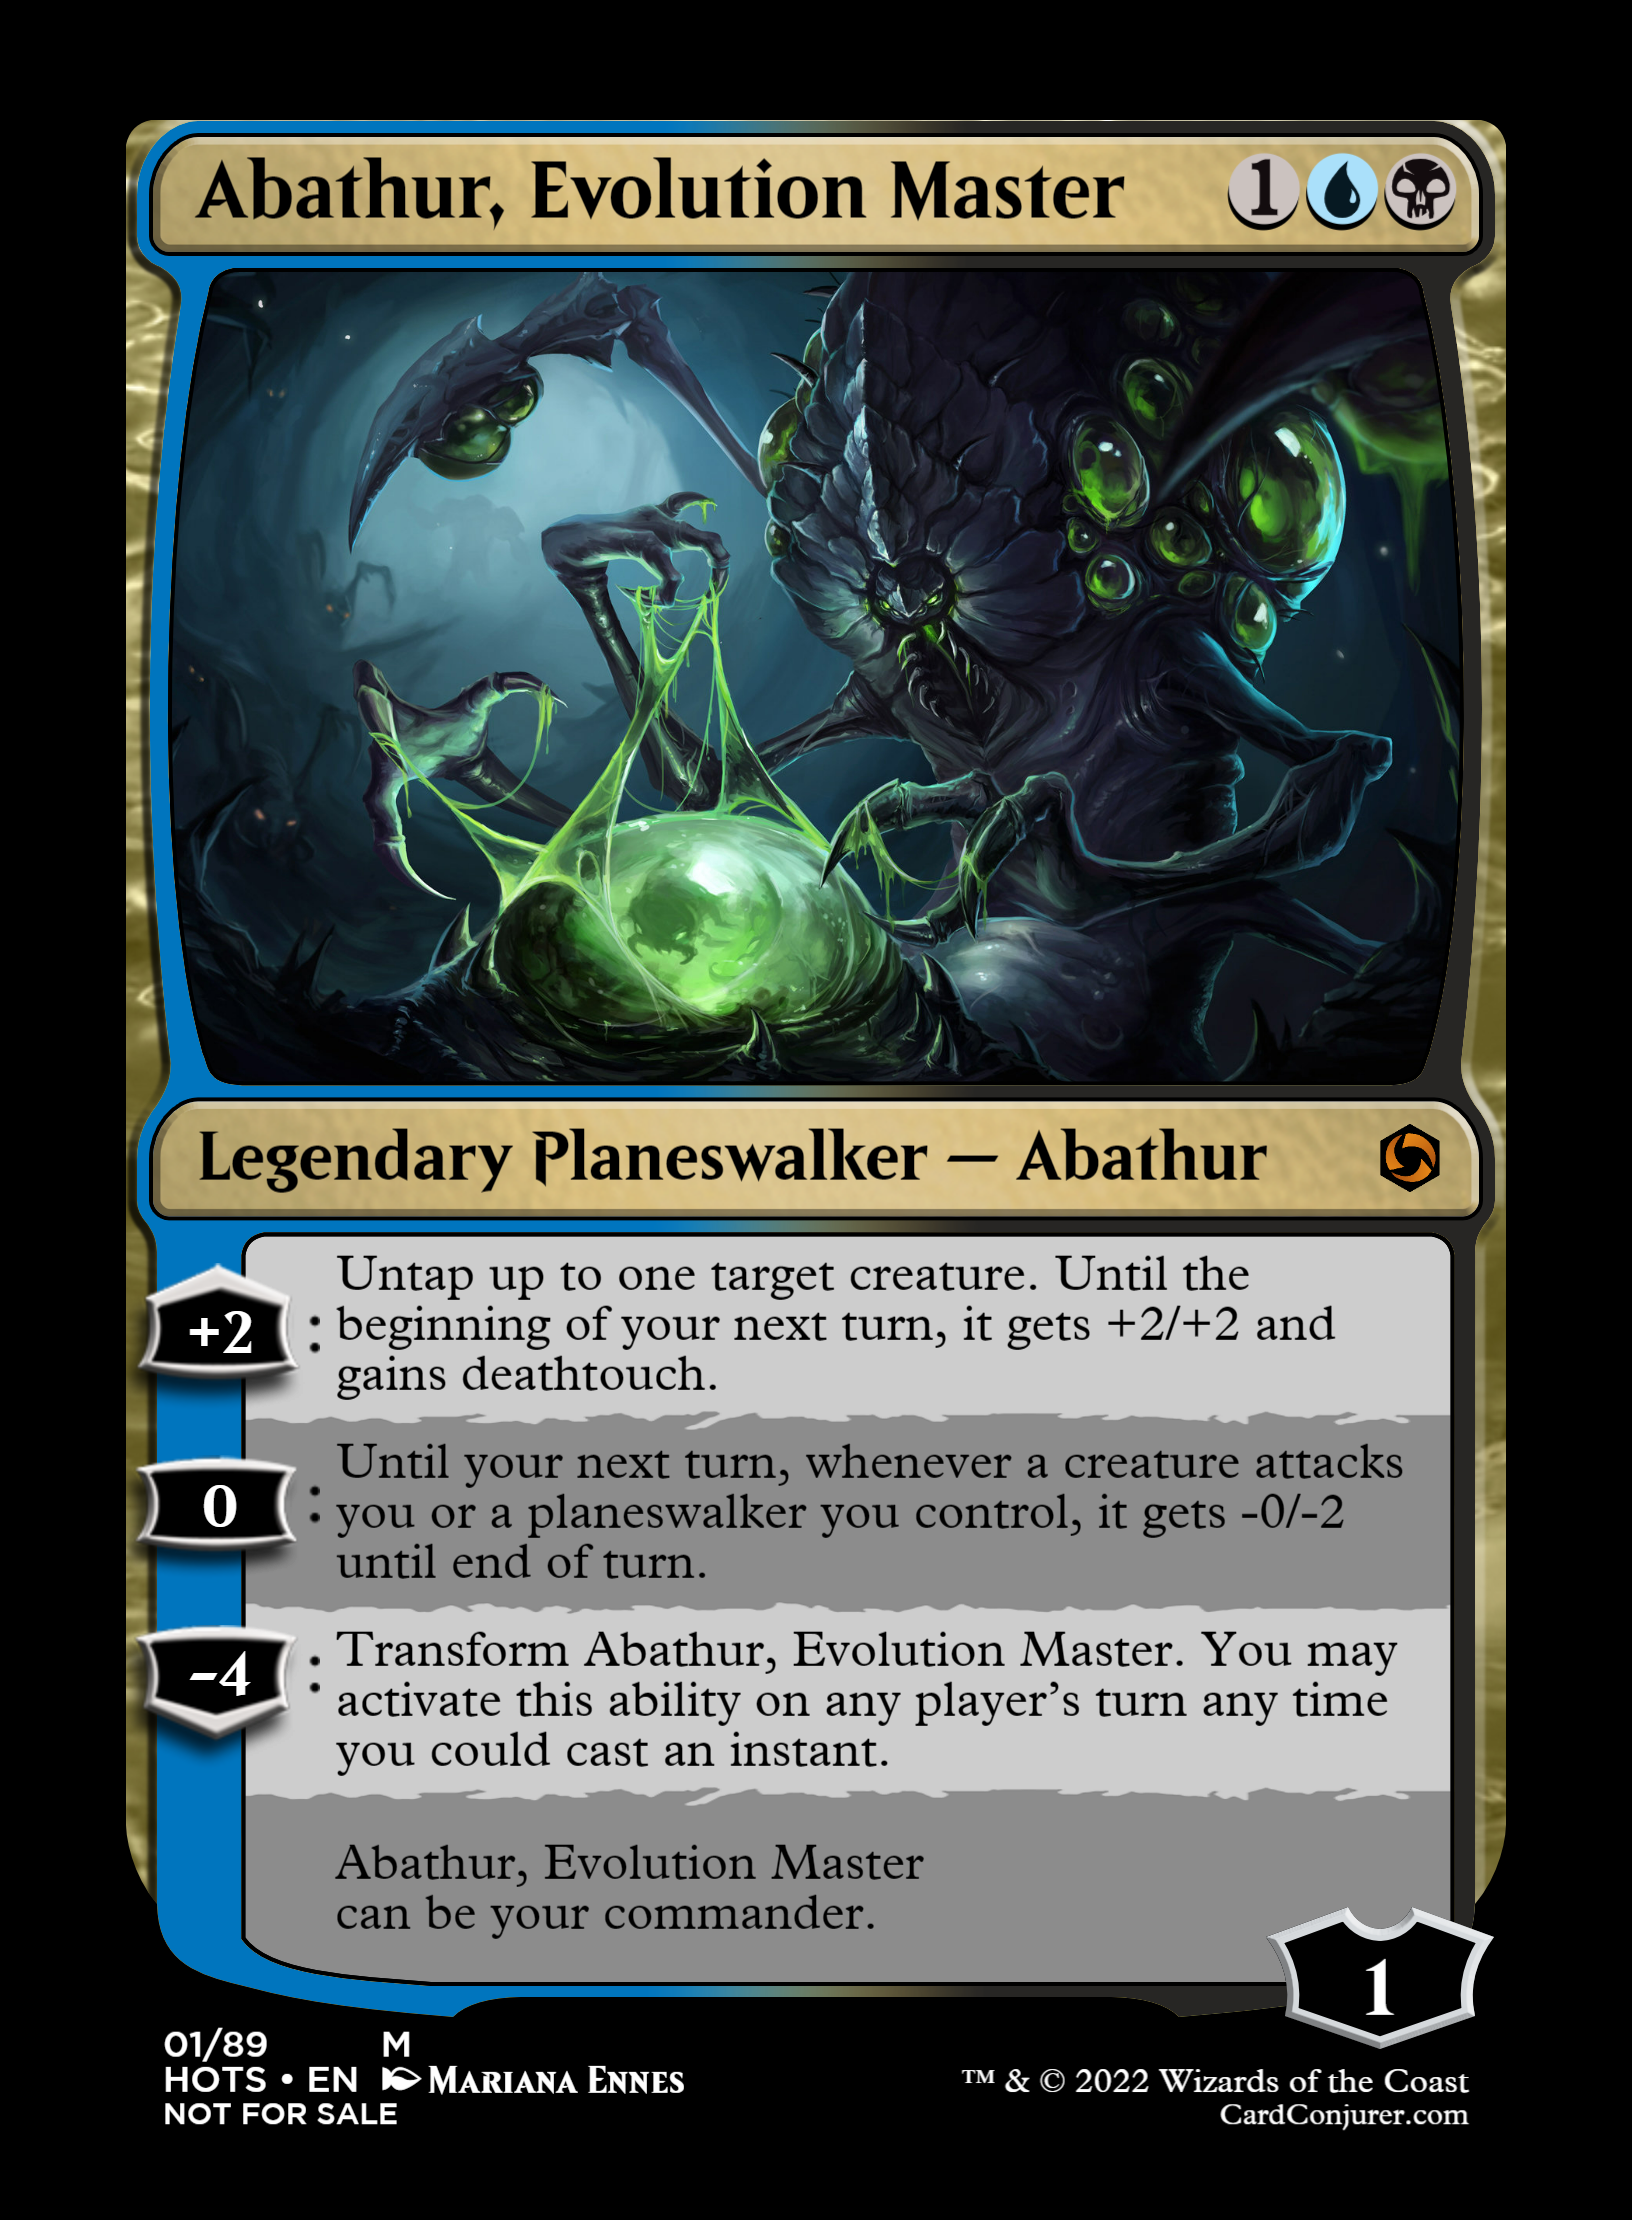 Abathur, Evolution Master 1
Legendary Planeswalker — Abathur
+2 : Untap up to one target creature. Until the
beginning of your next turn, it gets +2/+2 and
gains deathtouch.
0 : Until your next turn, whenever a creature attacks
you or a planeswalker you control, it gets -0/-2
until end of turn.
-4 : Transform Abathur, Evolution Master. You may
activate this ability on any player’s turn any time
you could cast an instant.
Abathur, Evolution Master
can be your commander.
1
01/89 M
HOTS • EN Mariana Ennes
NOT FOR SALE
™ & © 2022 Wizards of the Coast
CardConjurer.com